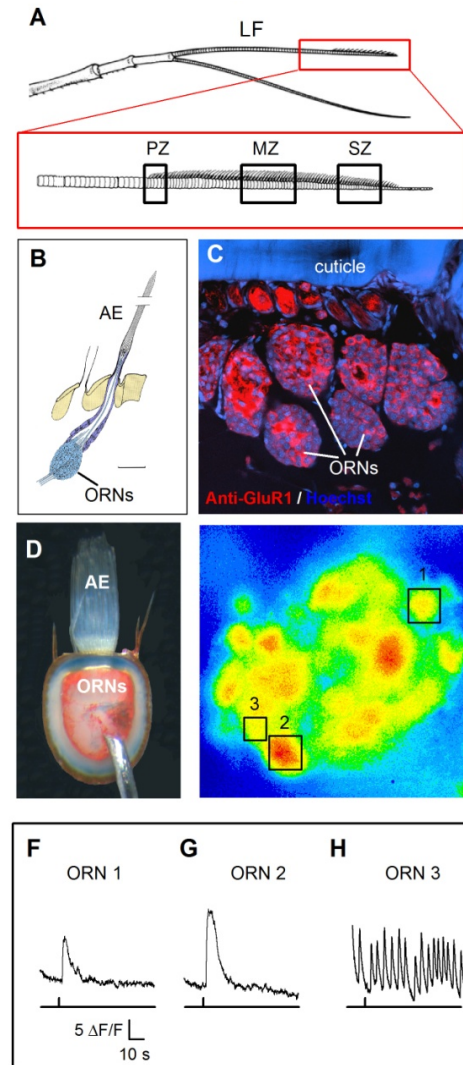 A
LF
PZ MZ SZ
B
AE
ORNs
C
cuticle
ORNs
Anti-GluR1 / Hoechst
D
AE
ORNs
1
3
2
F G H
ORN 1 ORN 2 ORN 3
5 ΔF/F
10 s